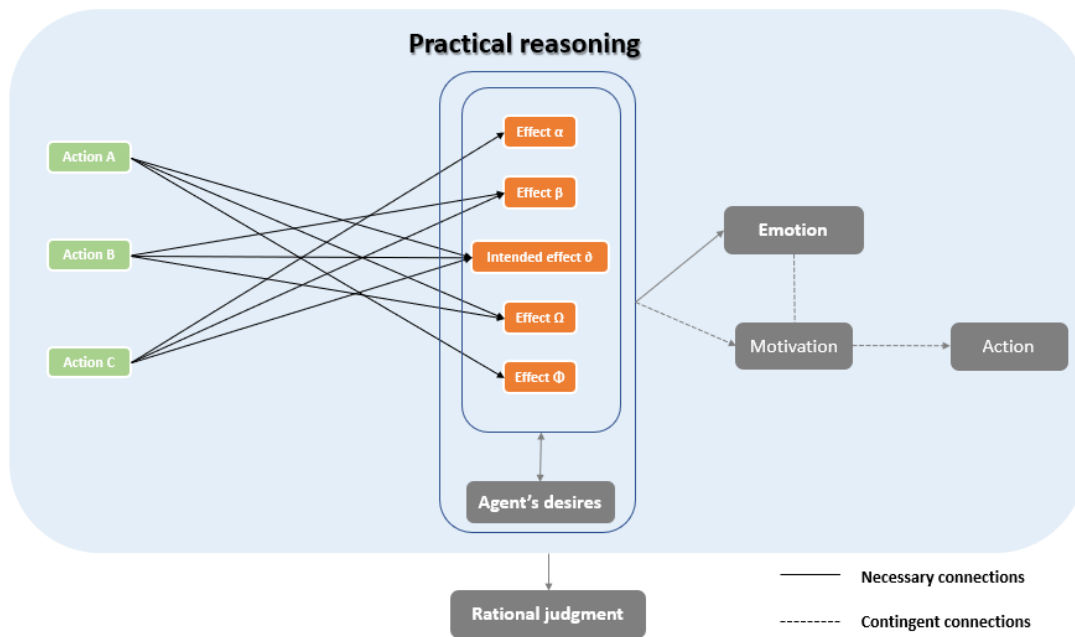 Practical reasoning
Action A
Action B
Action C
Effect α
Effect β
Intended effect ∂
Effect Ω
Effect Φ
Agent's desires
Emotion
Motivation
Action
Rational judgment
Necessary connections
Contingent connections